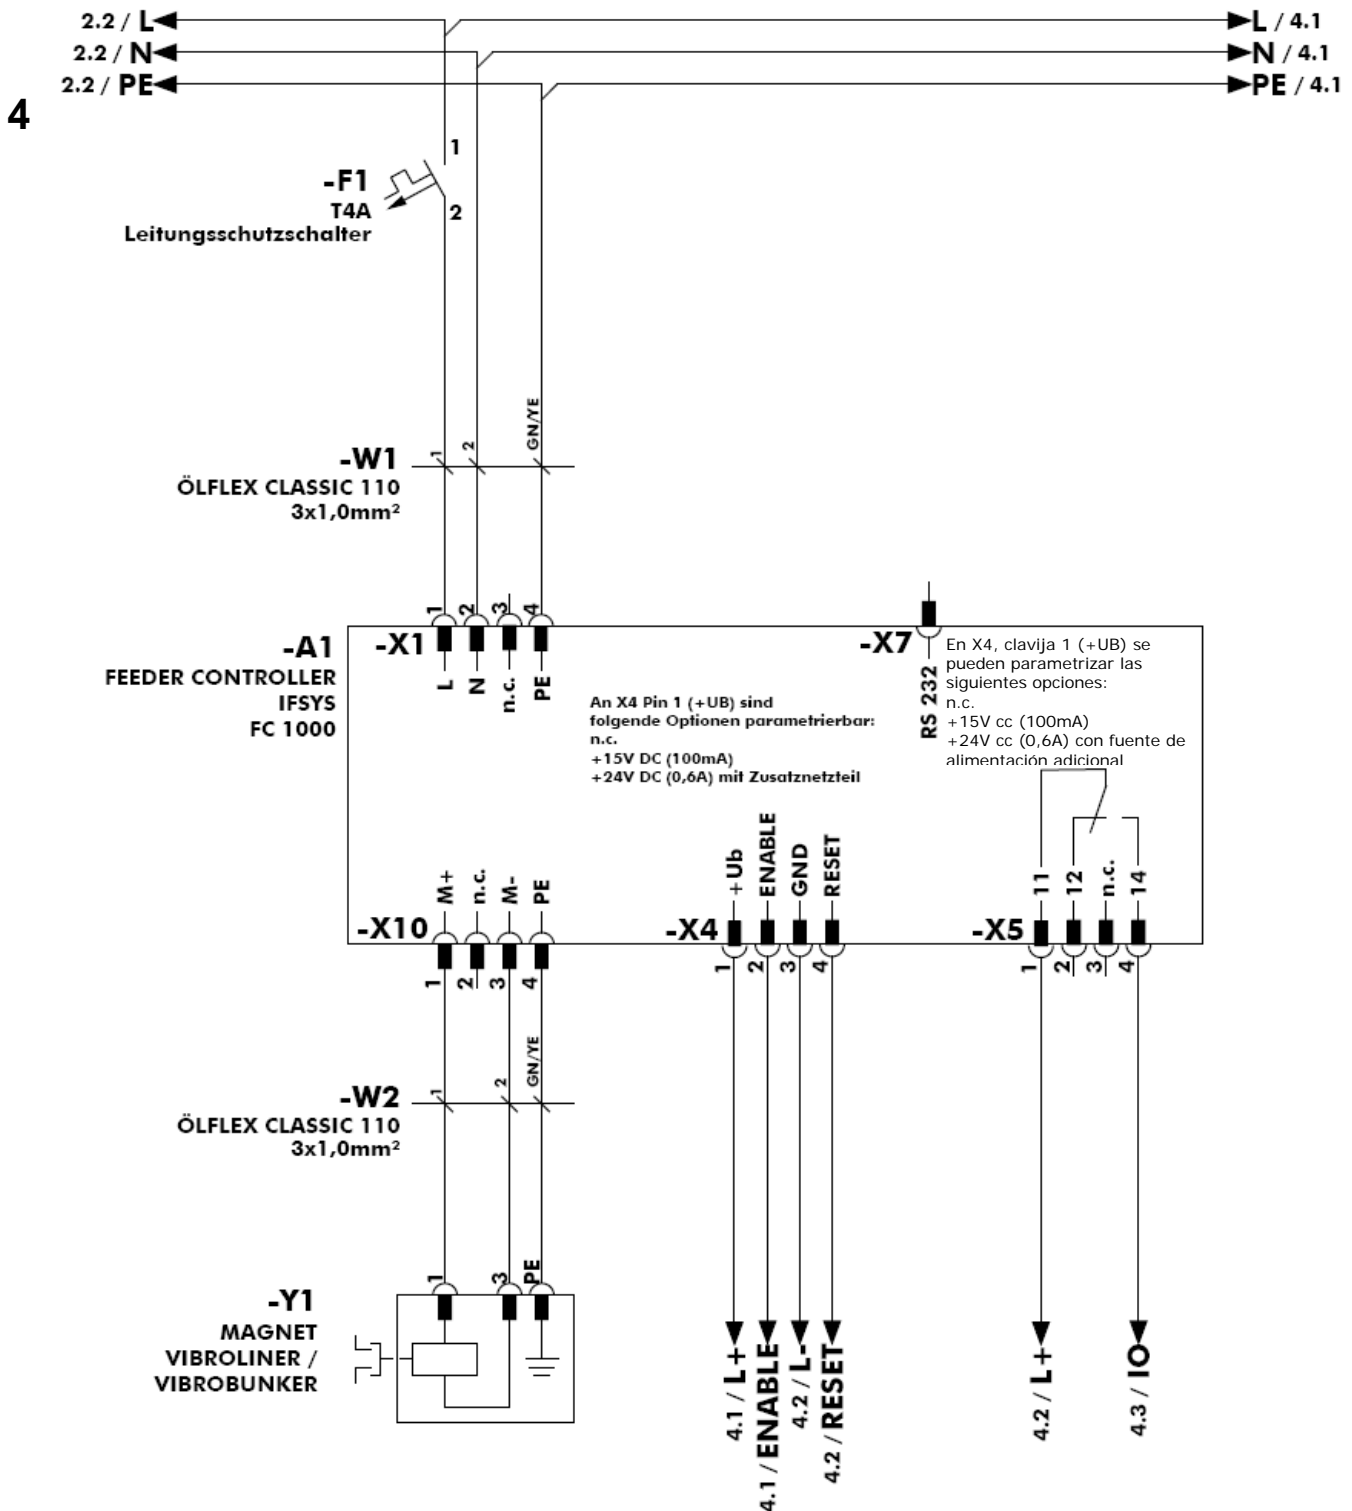 2.2 / L
L / 4.1
2.2 / N
N / 4.1
2.2 / PE
PE / 4.1
4
1
-F1
T4A
2
Leitungsschutzschalter
1
2
GN/YE
-W1
ÖLFLEX CLASSIC 110
3x1,0mm²
1
2
3
4
-A1
FEEDER CONTROLLER
IFSYS
FC 1000
-X1
L
N
n.c.
PE
-X7
RS 232
An X4 Pin 1 (+UB) sind
folgende Optionen parametrierbar:
n.c.
+15V DC (100mA)
+24V DC (0,6A) mit Zusatznetzteil
En X4, clavija 1 (+UB) se
pueden parametrizar las
siguientes opciones:
n.c.
+15V cc (100mA)
+24V cc (0,6A) con fuente de
alimentación adicional
M+
n.c.
M-
PE
+Ub
ENABLE
GND
RESET
11
12
n.c.
14
-X10
-X4
-X5
1
2
3
4
1
2
3
4
1
2
3
4
1
2
GN/YE
-W2
ÖLFLEX CLASSIC 110
3x1,0mm²
1
3
PE
-Y1
MAGNET
VIBROLINER /
VIBROBUNKER
4.1 / L+
4.1 / ENABLE
4.2 / L-
4.2 / RESET
4.2 / L+
4.3 / IO